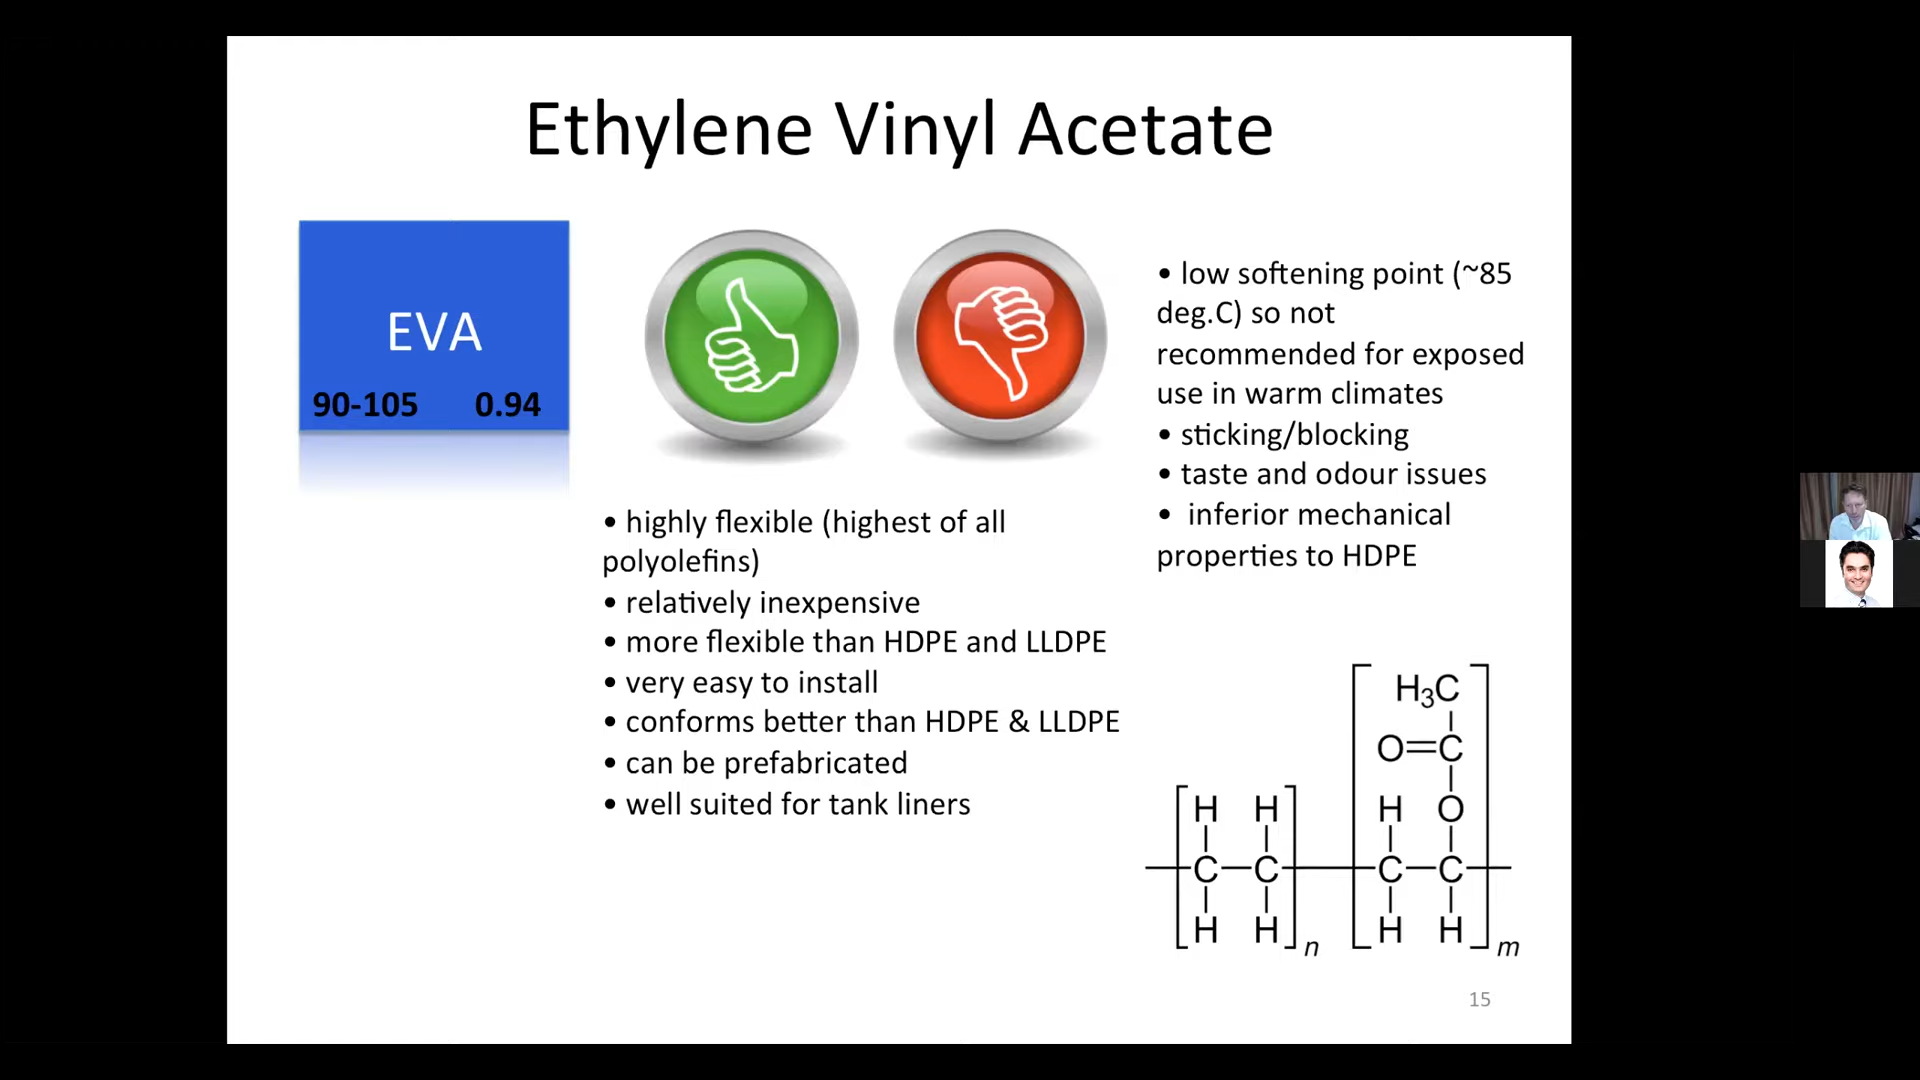 Ethylene Vinyl Acetate
EVA
90-105 0.94
• highly flexible (highest of all
polyolefins)
• relatively inexpensive
• more flexible than HDPE and LLDPE
• very easy to install
• conforms better than HDPE & LLDPE
• can be prefabricated
• well suited for tank liners
• low softening point (~85
deg.C) so not
recommended for exposed
use in warm climates
• sticking/blocking
• taste and odour issues
• inferior mechanical
properties to HDPE
H3C
O=C
H H H O
C C C C
H H n H H m
15